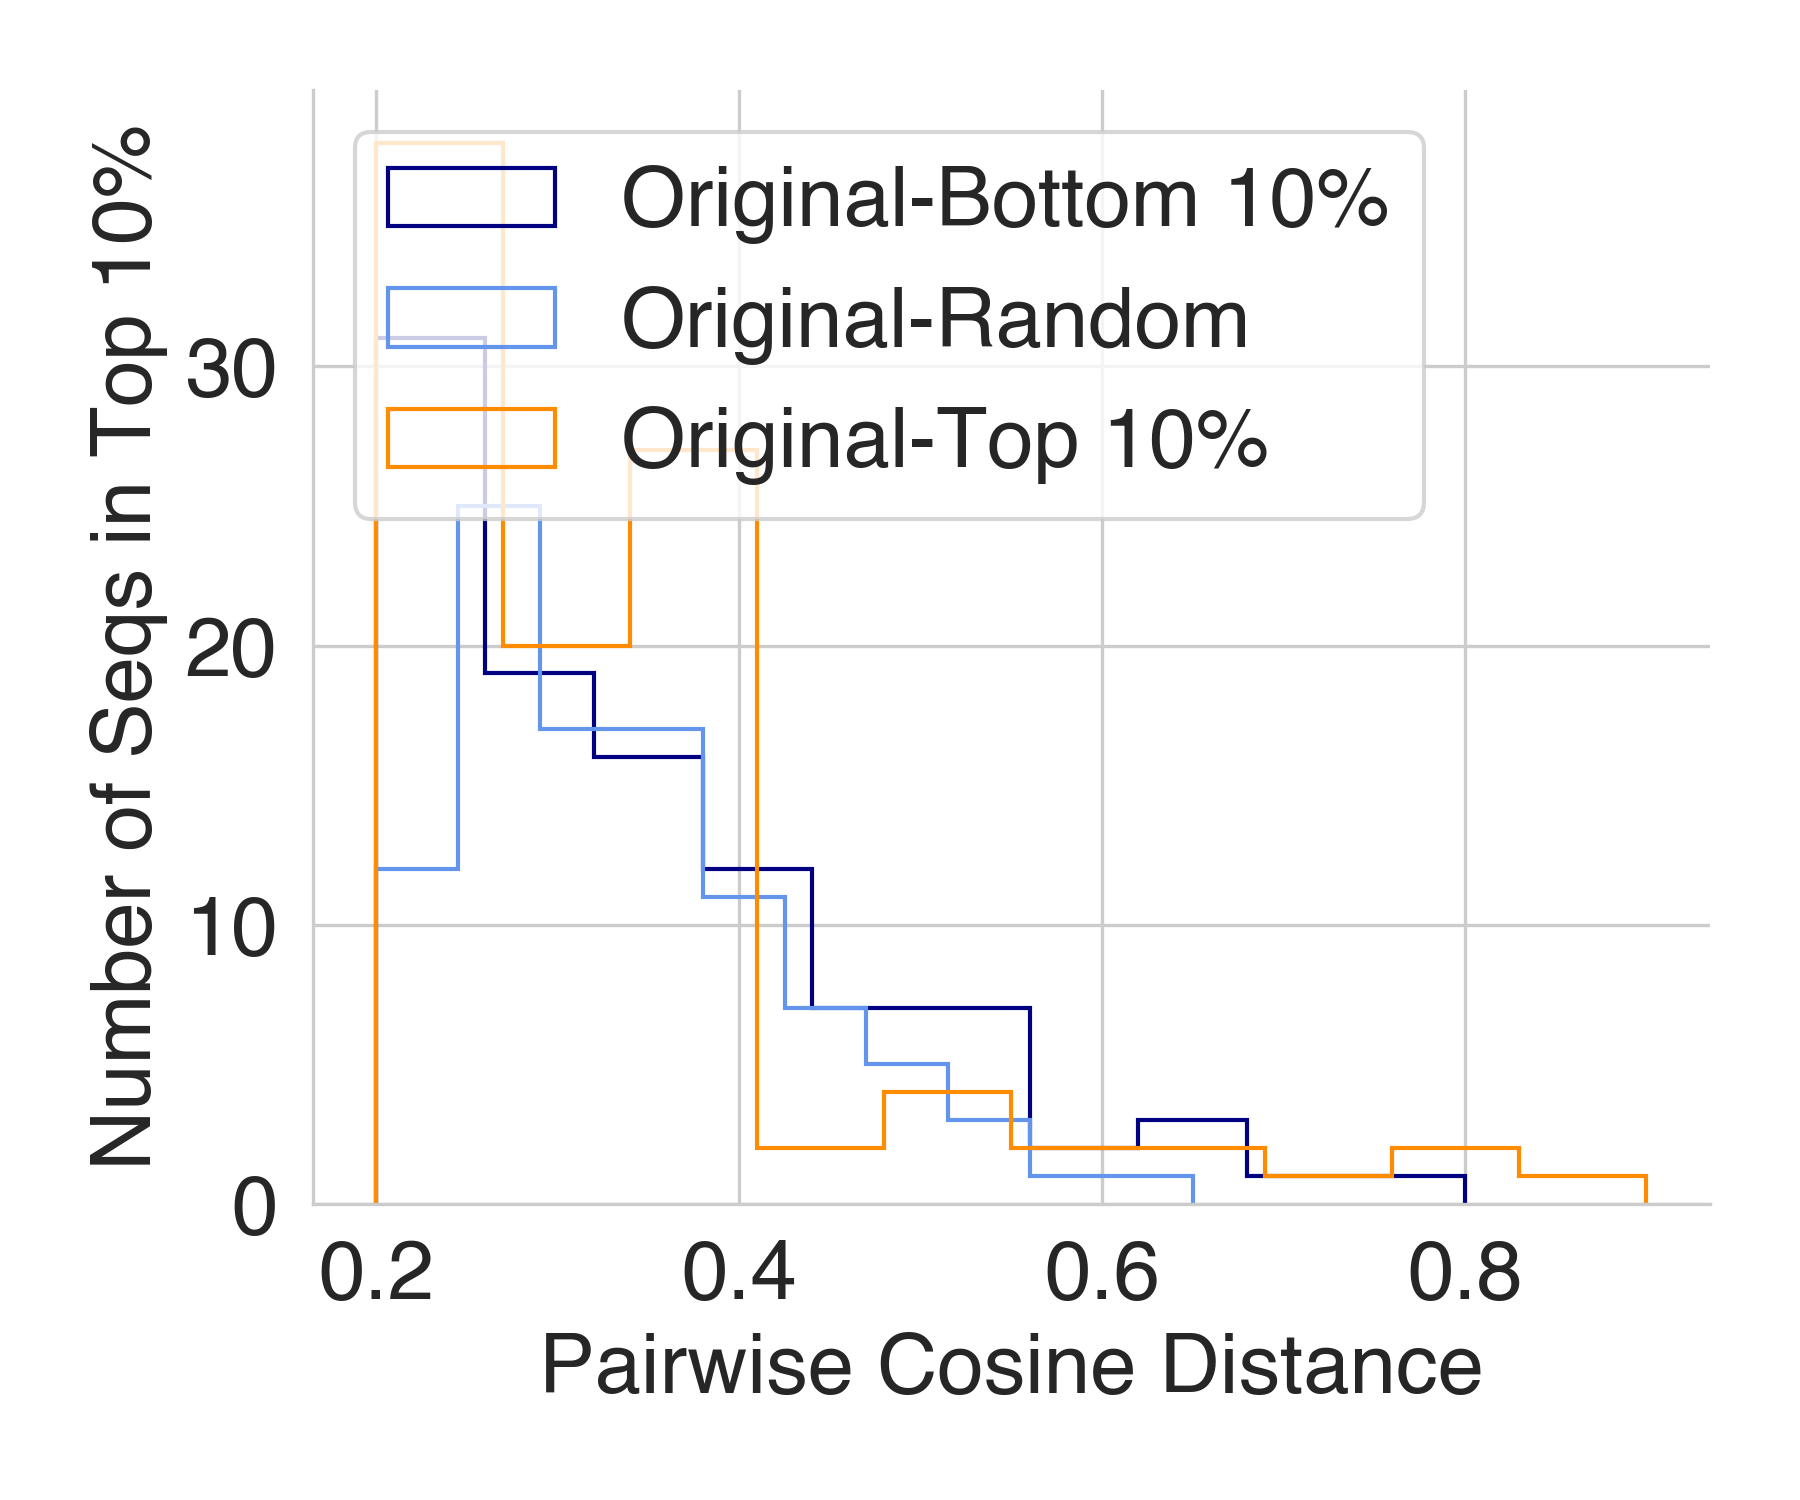 Number of Seqs in Top 10%
30
20
10
0
Original-Bottom 10%
Original-Random
Original-Top 10%
0.2 0.4 0.6 0.8
Pairwise Cosine Distance